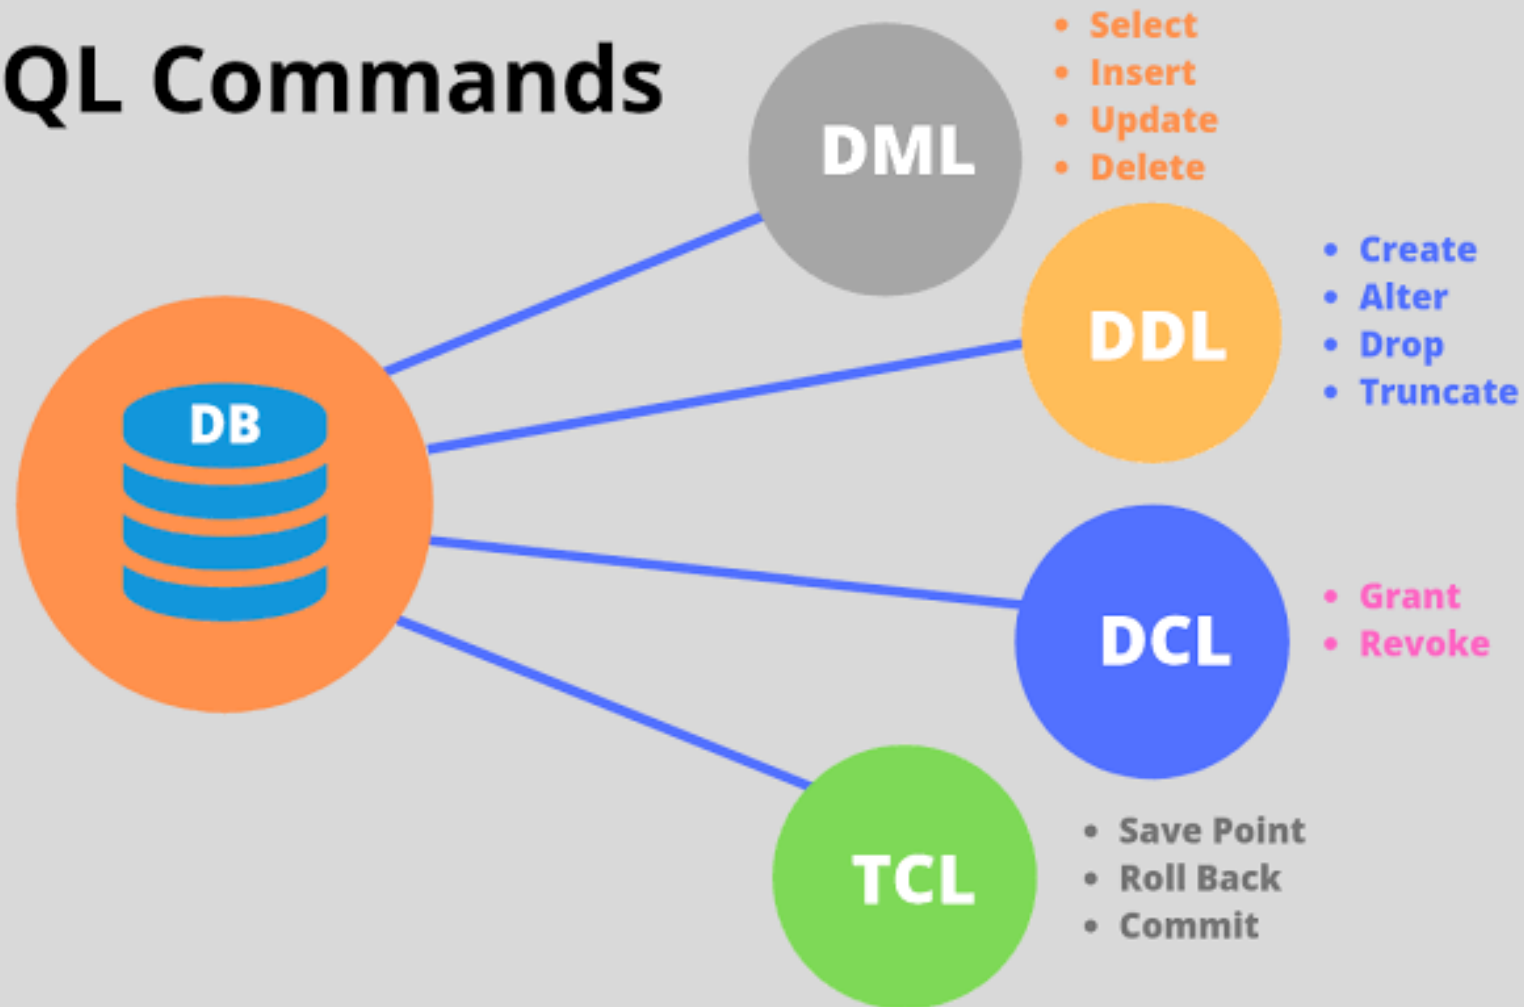 QL Commands
DML
• Select
• Insert
• Update
• Delete
DDL
• Create
• Alter
• Drop
• Truncate
DB
DCL
• Grant
• Revoke
TCL
• Save Point
• Roll Back
• Commit